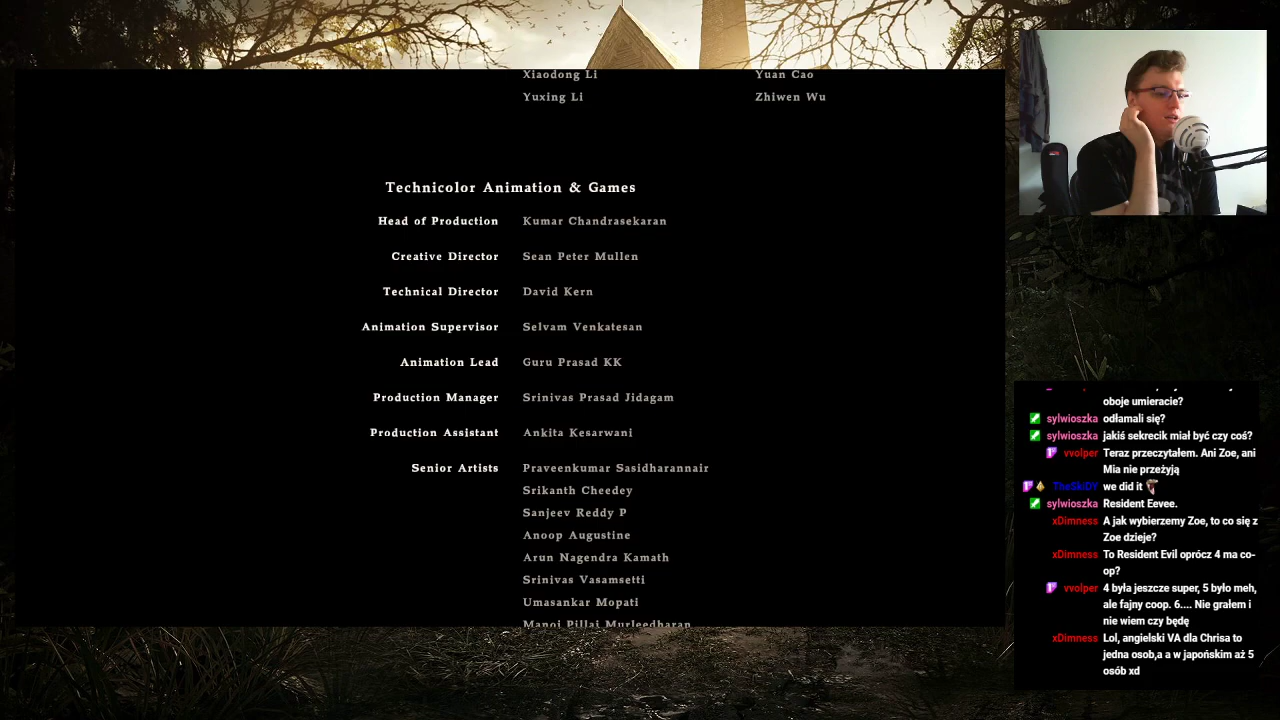 Xiaodong Li Yuan Cao
Yuxing Li Zhiwen Wu
Technicolor Animation & Games
Head of Production Kumar Chandrasekaran
Creative Director Sean Peter Mullen
Technical Director David Kern
Animation Supervisor Selvam Venkatesan
Animation Lead Guru Prasad KK
Production Manager Srinivas Prasad Jidagam
Production Assistant Ankita Kesarwani
Senior Artists Praveenkumar Sasidharannair
Srikanth Cheedey
Sanjeev Reddy P
Anoop Augustine
Arun Nagendra Kamath
Srinivas Vasamsetti
Umasankar Mopati
Manoj Pillai Murleedharan
oboje umieracie?
sylwioszka odłamali się?
sylwioszka jakiś sekrecik miał być czy coś?
vvolper Teraz przeczytałem. Ani Zoe, ani
Mia nie przeżyją
TheSkiDY we did it
sylwioszka Resident Eevee.
xDimness A jak wybierzemy Zoe, to co się z
Zoe dzieje?
xDimness To Resident Evil oprócz 4 ma co-
op?
vvolper 4 była jeszcze super, 5 było meh,
ale fajny coop. 6.... Nie grałem i
nie wiem czy będę
xDimness Lol, angielski VA dla Chrisa to
jedna osob,a a w japońskim aż 5
osób xd